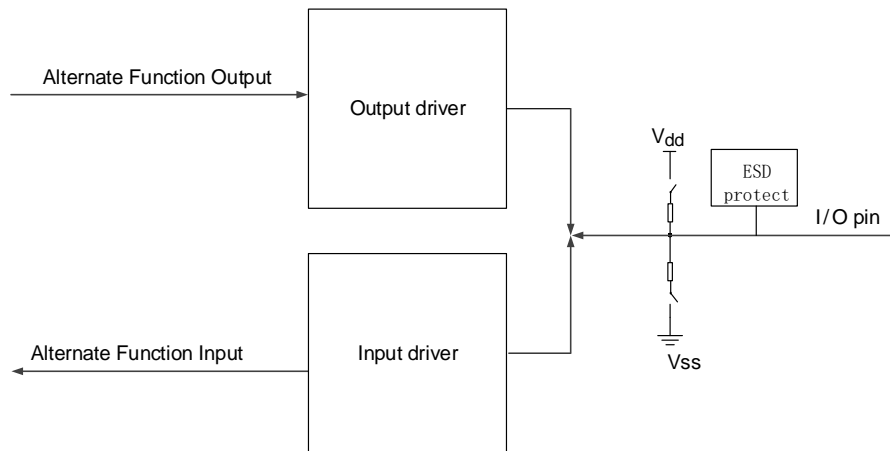 Alternate Function Output
Output driver
Vdd
ESD
protect
I/O pin
Alternate Function Input
Input driver
Vss